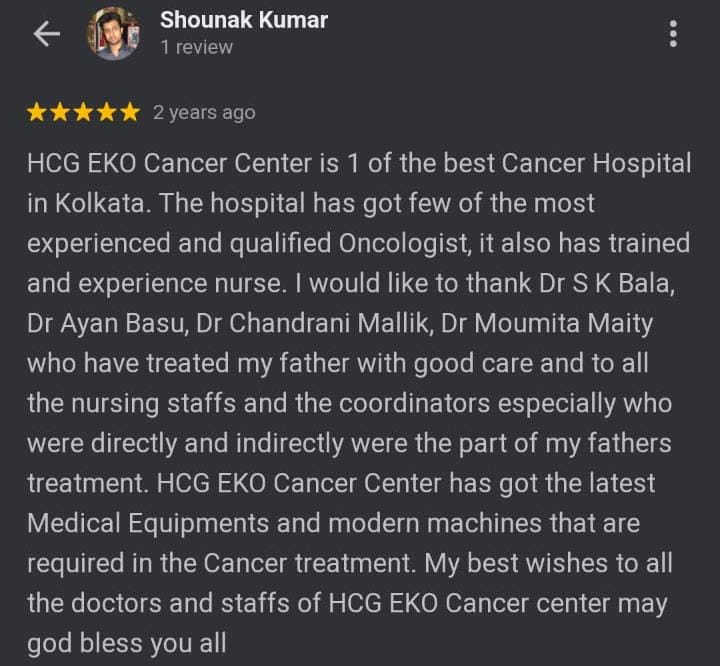 Shounak Kumar
1 review
2 years ago
HCG EKO Cancer Center is 1 of the best Cancer Hospital
in Kolkata. The hospital has got few of the most
experienced and qualified Oncologist, it also has trained
and experience nurse. I would like to thank Dr S K Bala,
Dr Ayan Basu, Dr Chandrani Mallik, Dr Moumita Maity
who have treated my father with good care and to all
the nursing staffs and the coordinators especially who
were directly and indirectly were the part of my fathers
treatment. HCG EKO Cancer Center has got the latest
Medical Equipments and modern machines that are
required in the Cancer treatment. My best wishes to all
the doctors and staffs of HCG EKO Cancer center may
god bless you all